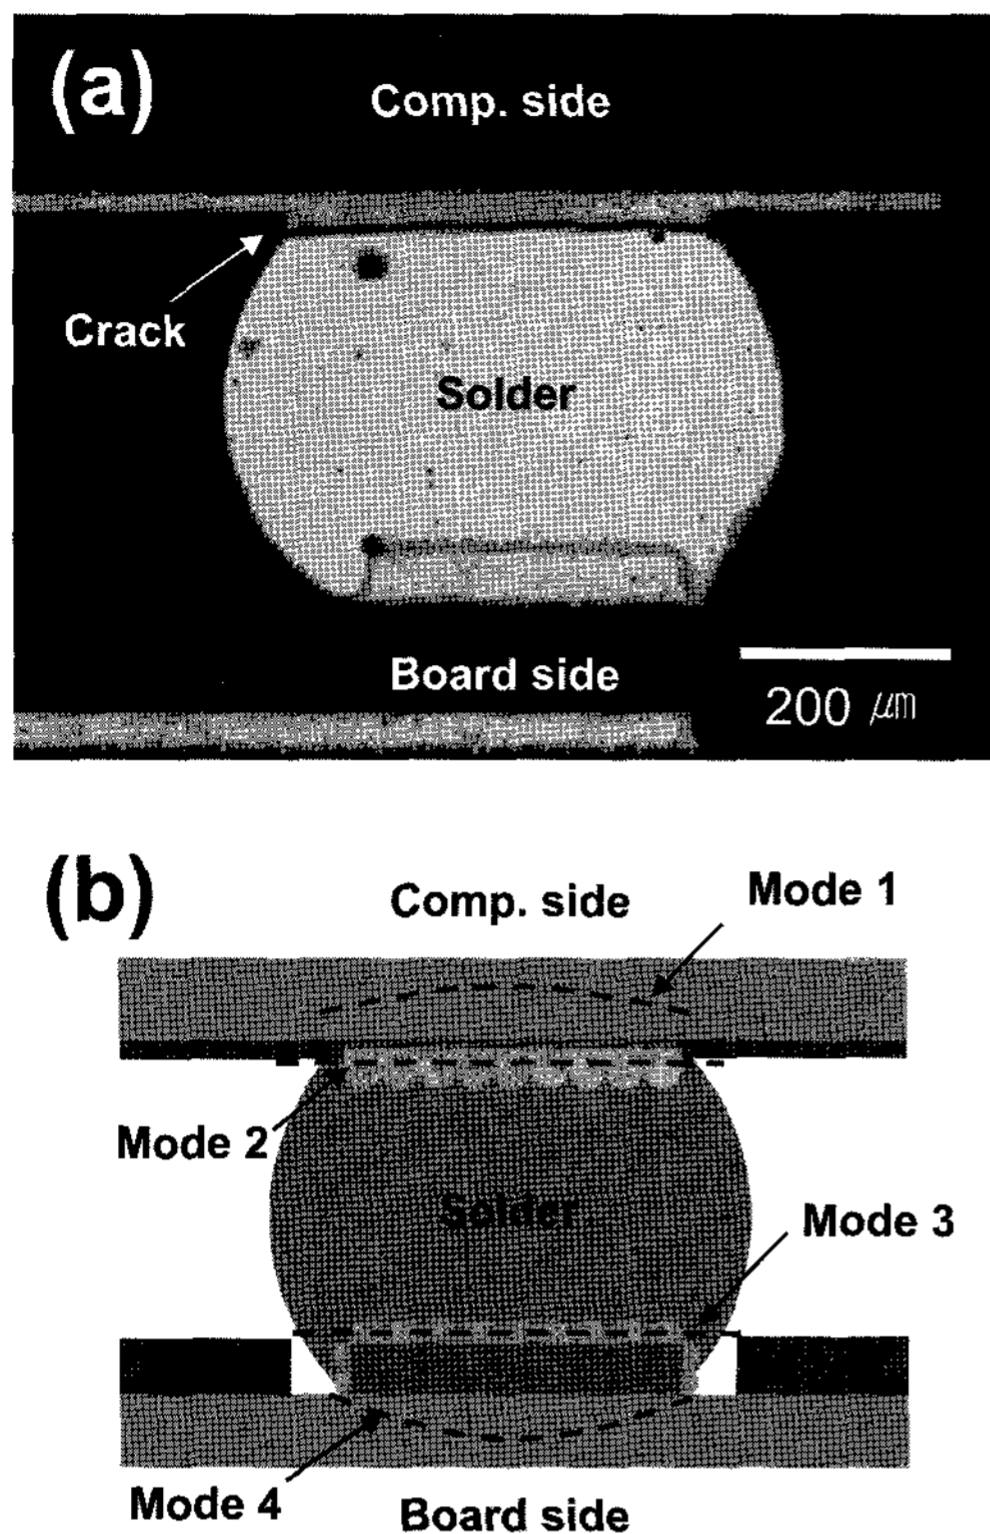 (a)
Comp. side
Crack
Solder
Board side
200 μm
(b)
Comp. side
Mode 1
Mode 2
Solder
Mode 3
Mode 4
Board side